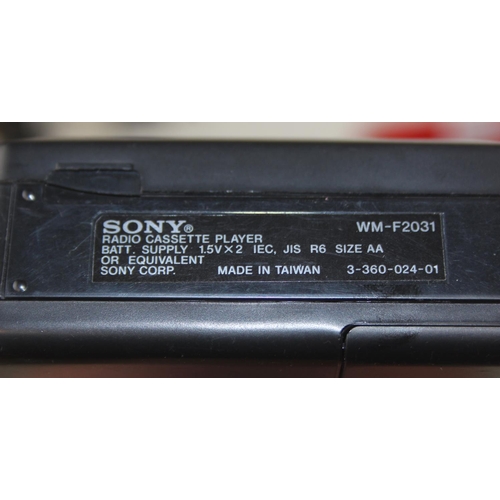 SONY® WM-F2031
RADIO CASSETTE PLAYER
BATT. SUPPLY 1.5V×2 IEC, JIS R6 SIZE AA
OR EQUIVALENT
SONY CORP. MADE IN TAIWAN 3-360-024-01